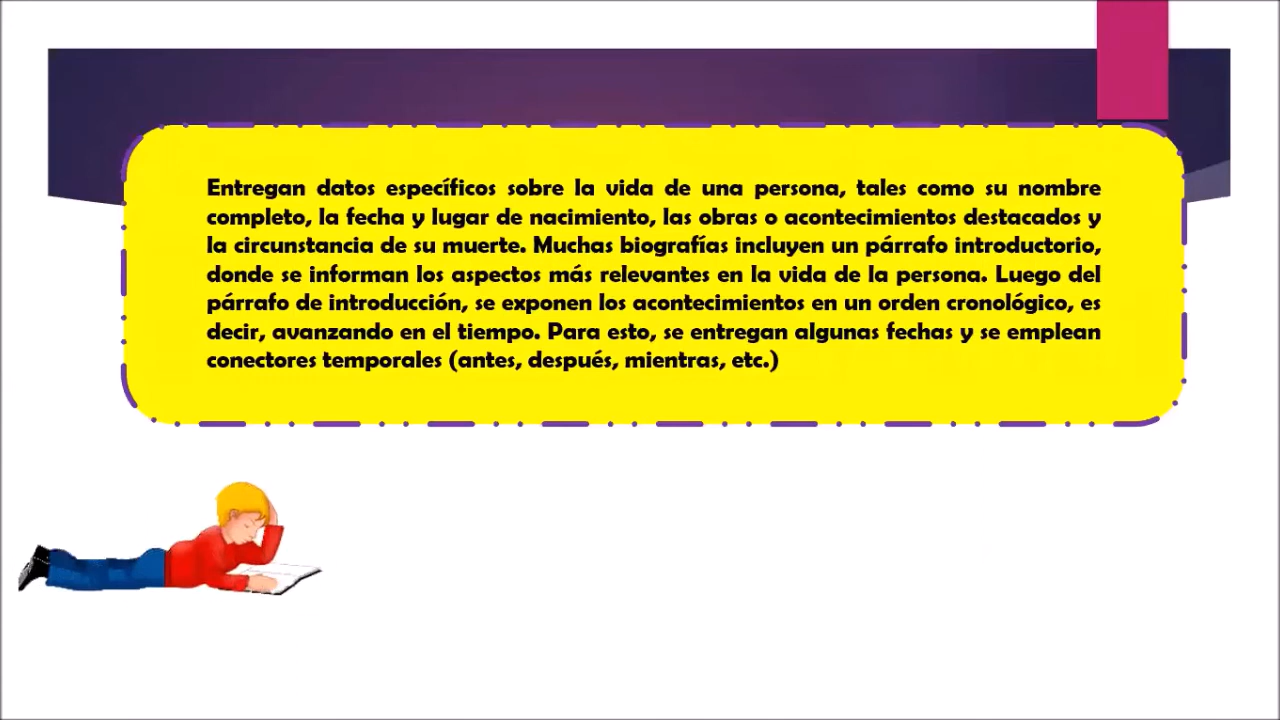 Entregan datos específicos sobre la vida de una persona, tales como su nombre
completo, la fecha y lugar de nacimiento, las obras o acontecimientos destacados y
la circunstancia de su muerte. Muchas biografías incluyen un párrafo introductorio,
donde se informan los aspectos más relevantes en la vida de la persona. Luego del
párrafo de introducción, se exponen los acontecimientos en un orden cronológico, es
decir, avanzando en el tiempo. Para esto, se entregan algunas fechas y se emplean
conectores temporales (antes, después, mientras, etc.)